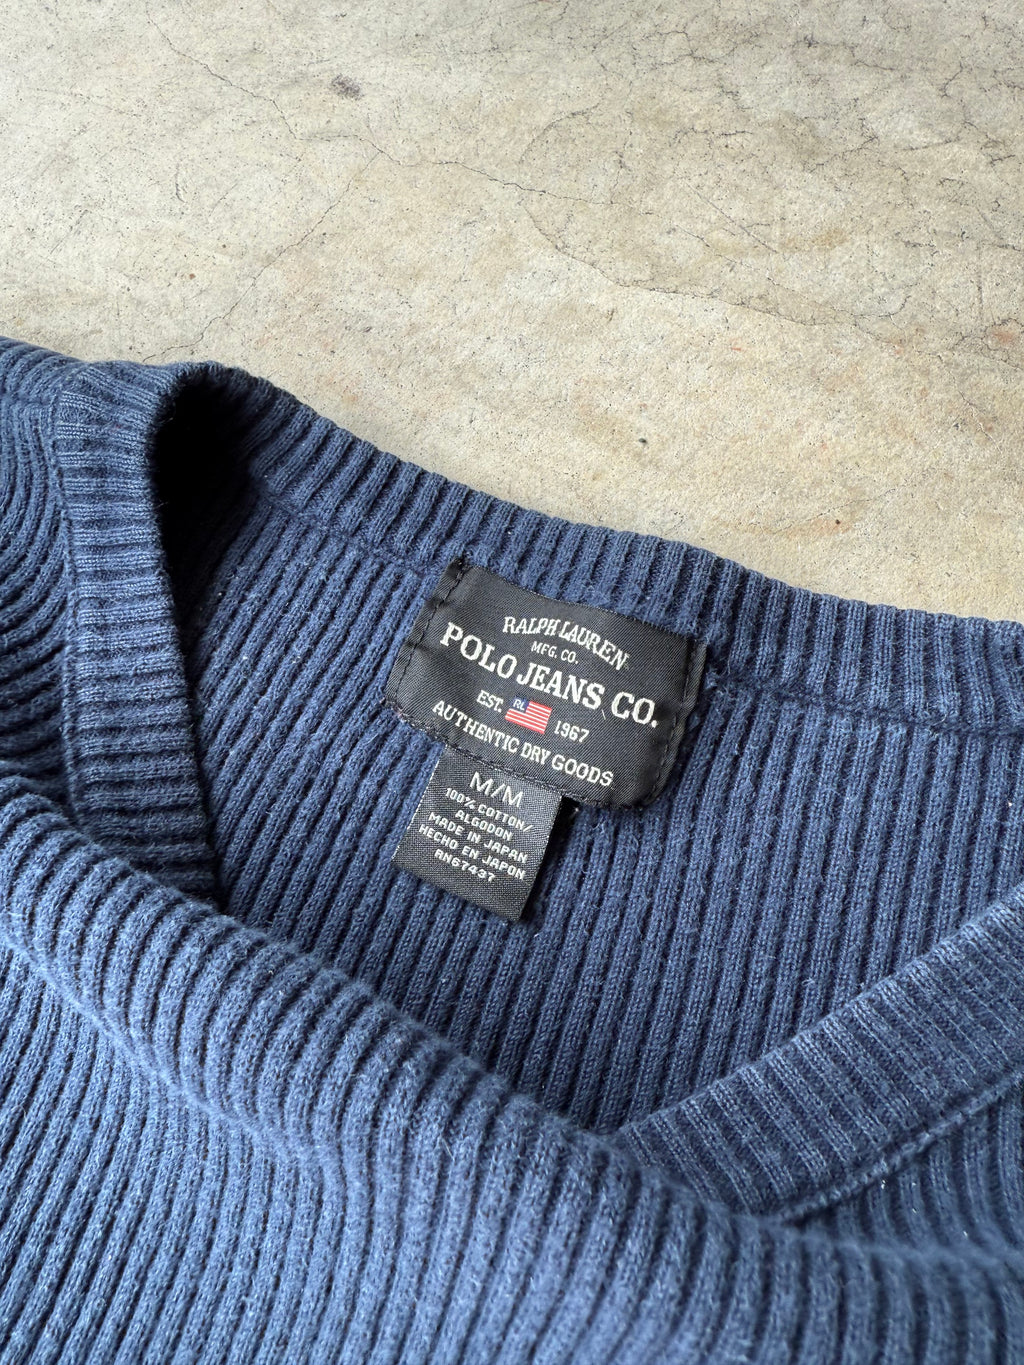 RALPH LAUREN
MFG. CO.
POLO JEANS CO.
EST. RL 1967
AUTHENTIC DRY GOODS
M/M
100% COTTON/
ALGODON
MADE IN JAPAN
HECHO EN JAPON
RN67437